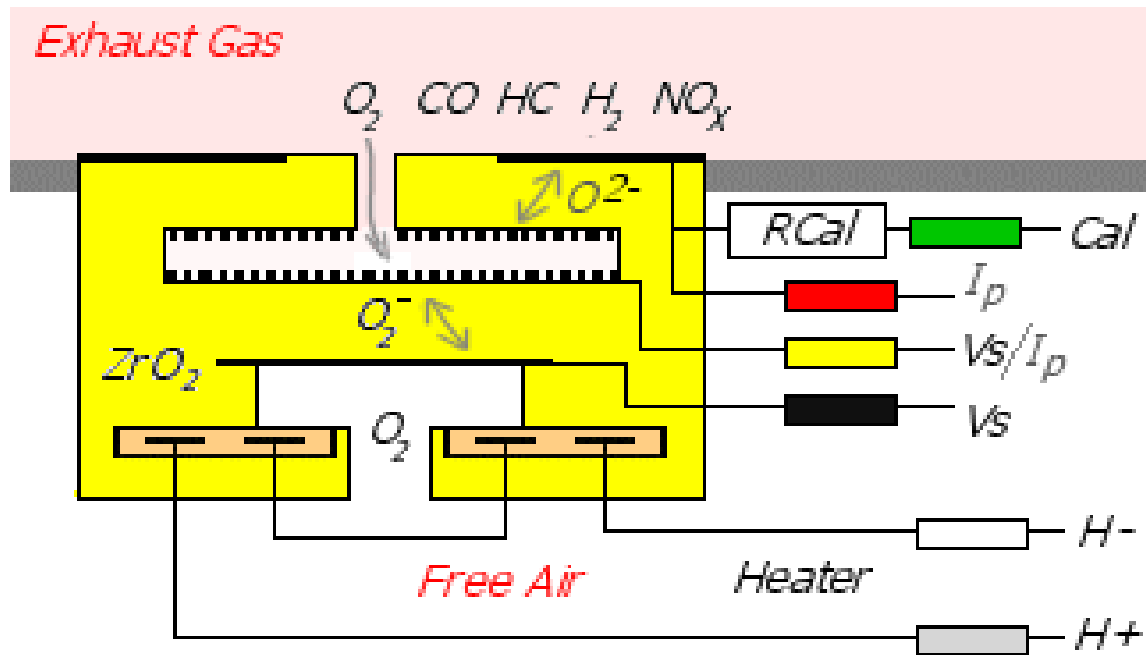 Exhaust Gas
O₂ CO HC H₂ NOₓ
O²⁻
RCal Cal
Iₚ
O₂⁻
Vs/Iₚ
ZrO₂
Vs
O₂
H-
Free Air Heater
H+